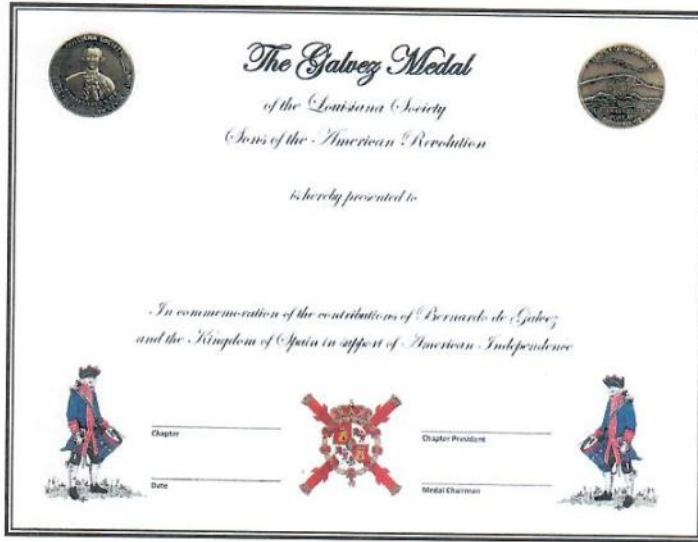 The Galvez Medal
of the Louisiana Society
Sons of the American Revolution
is hereby presented to
In commemoration of the contributions of Bernardo de Galvez
and the Kingdom of Spain in support of American Independence
Chapter
Chapter President
Date
Medal Chairman